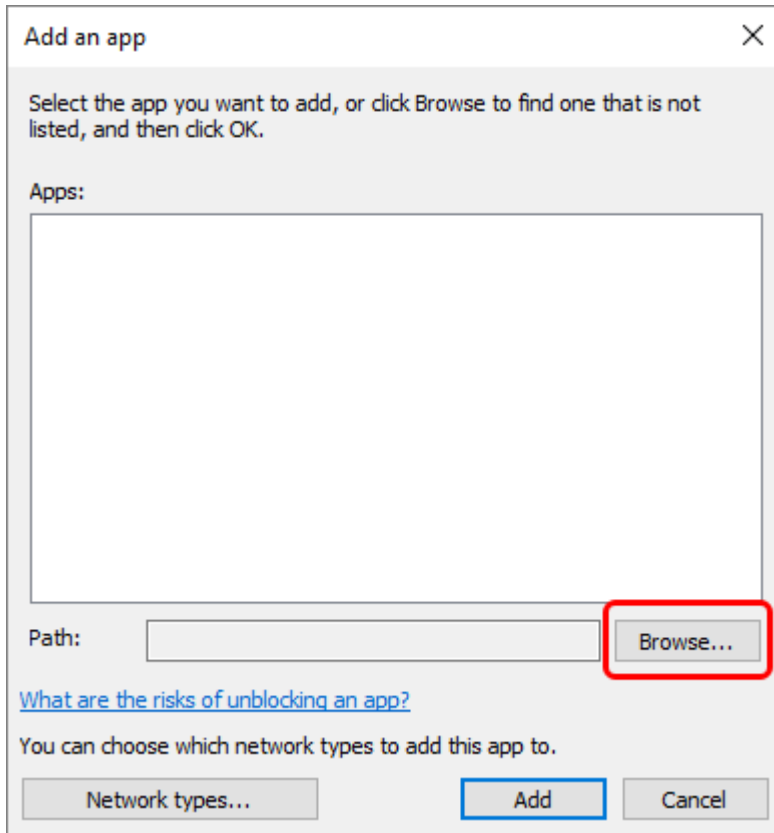 Add an app
Select the app you want to add, or click Browse to find one that is not
listed, and then click OK.
Apps:
Path:
Browse...
What are the risks of unblocking an app?
You can choose which network types to add this app to.
Network types...
Add
Cancel